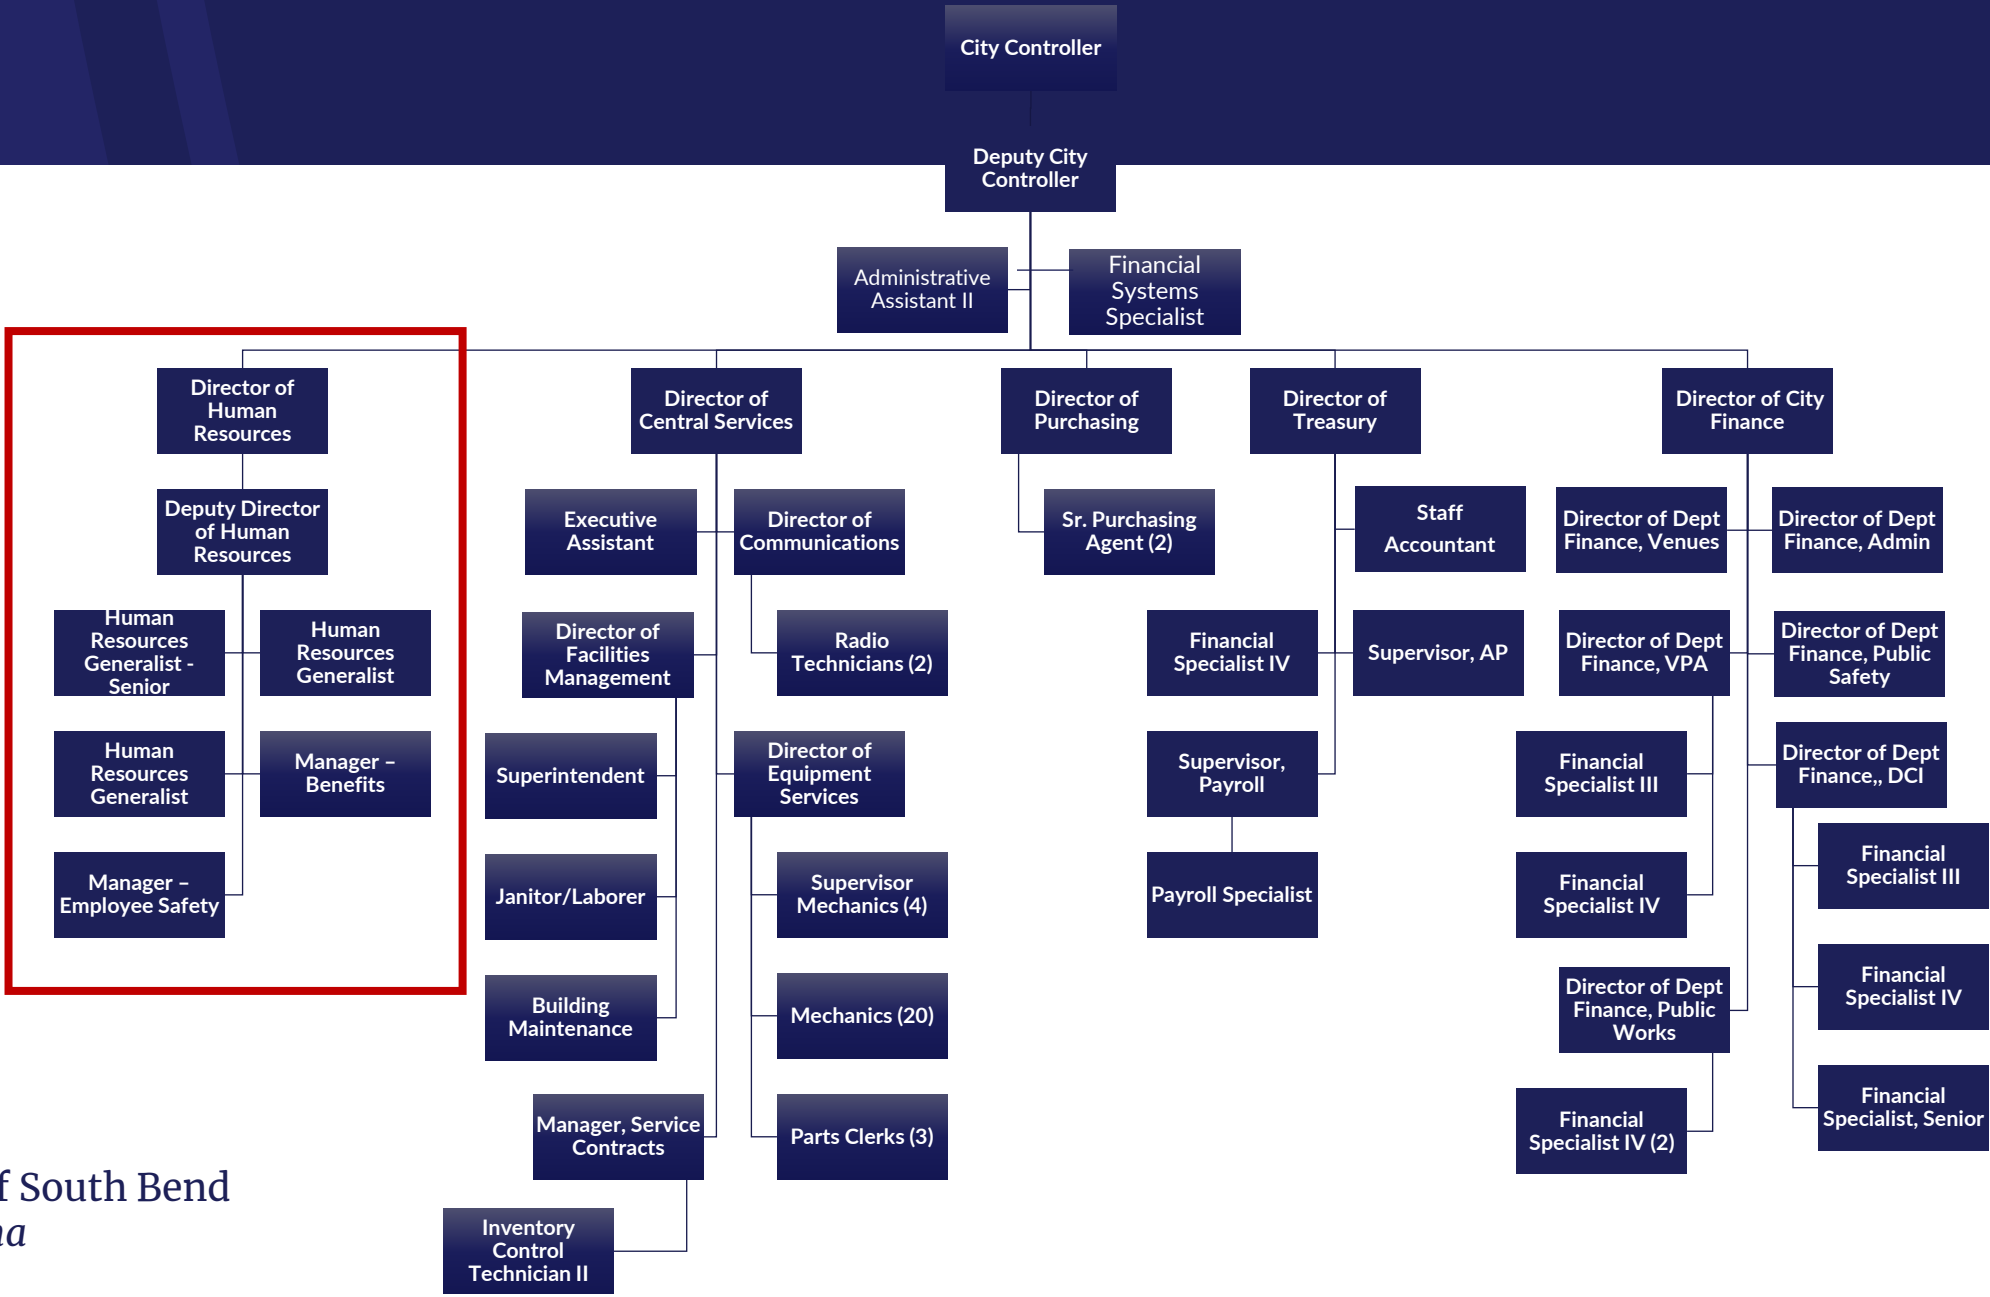 City Controller
Deputy City
Controller
Administrative
Assistant II
Financial
Systems
Specialist
Director of
Human
Resources
Director of
Central Services
Director of
Purchasing
Director of
Treasury
Director of City
Finance
Deputy Director
of Human
Resources
Human
Resources
Generalist -
Senior
Human
Resources
Generalist
Human
Resources
Generalist
Manager –
Benefits
Manager –
Employee Safety
Executive
Assistant
Director of
Communications
Radio
Technicians (2)
Director of
Facilities
Management
Superintendent
Janitor/Laborer
Building
Maintenance
Director of
Equipment
Services
Supervisor
Mechanics (4)
Mechanics (20)
Parts Clerks (3)
Manager, Service
Contracts
Inventory
Control
Technician II
Sr. Purchasing
Agent (2)
Staff
Accountant
Financial
Specialist IV
Supervisor, AP
Supervisor,
Payroll
Payroll Specialist
Director of Dept
Finance, Venues
Director of Dept
Finance, Admin
Director of Dept
Finance, VPA
Director of Dept
Finance, Public
Safety
Financial
Specialist III
Financial
Specialist IV
Director of Dept
Finance,, DCI
Financial
Specialist III
Financial
Specialist IV
Financial
Specialist, Senior
Director of Dept
Finance, Public
Works
Financial
Specialist IV (2)
f South Bend
na